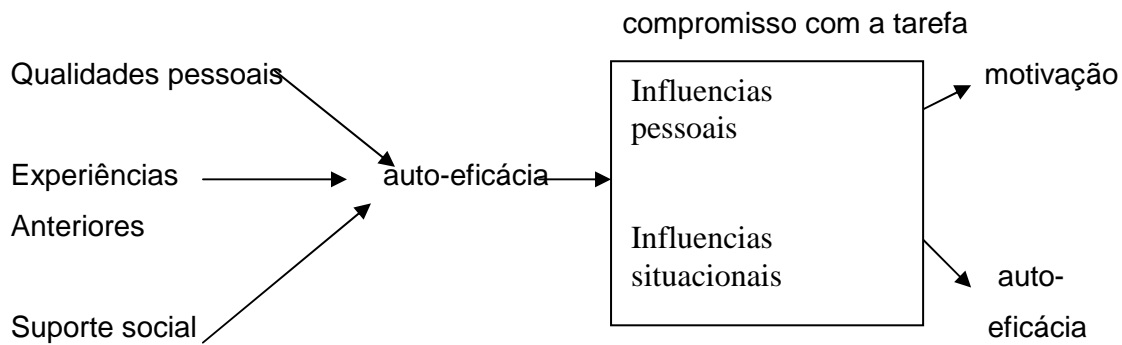 compromisso com a tarefa
Qualidades pessoais
Influencias
pessoais
motivação
Experiências
Anteriores
auto-eficácia
Influencias
situacionais
auto-
eficácia
Suporte social